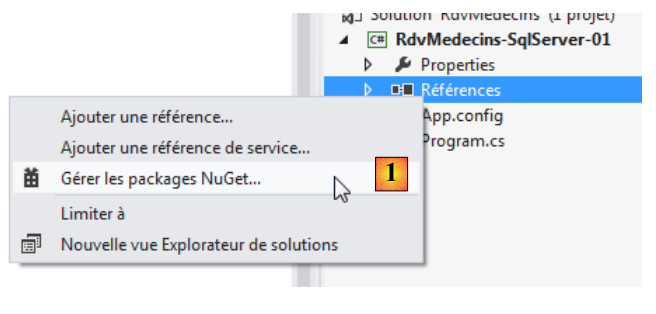 Solution 'RdvMedecins' (1 projet)
C# RdvMedecins-SqlServer-01
Properties
Références
App.config
Program.cs
Ajouter une référence...
Ajouter une référence de service...
Gérer les packages NuGet...
1
Limiter à
Nouvelle vue Explorateur de solutions